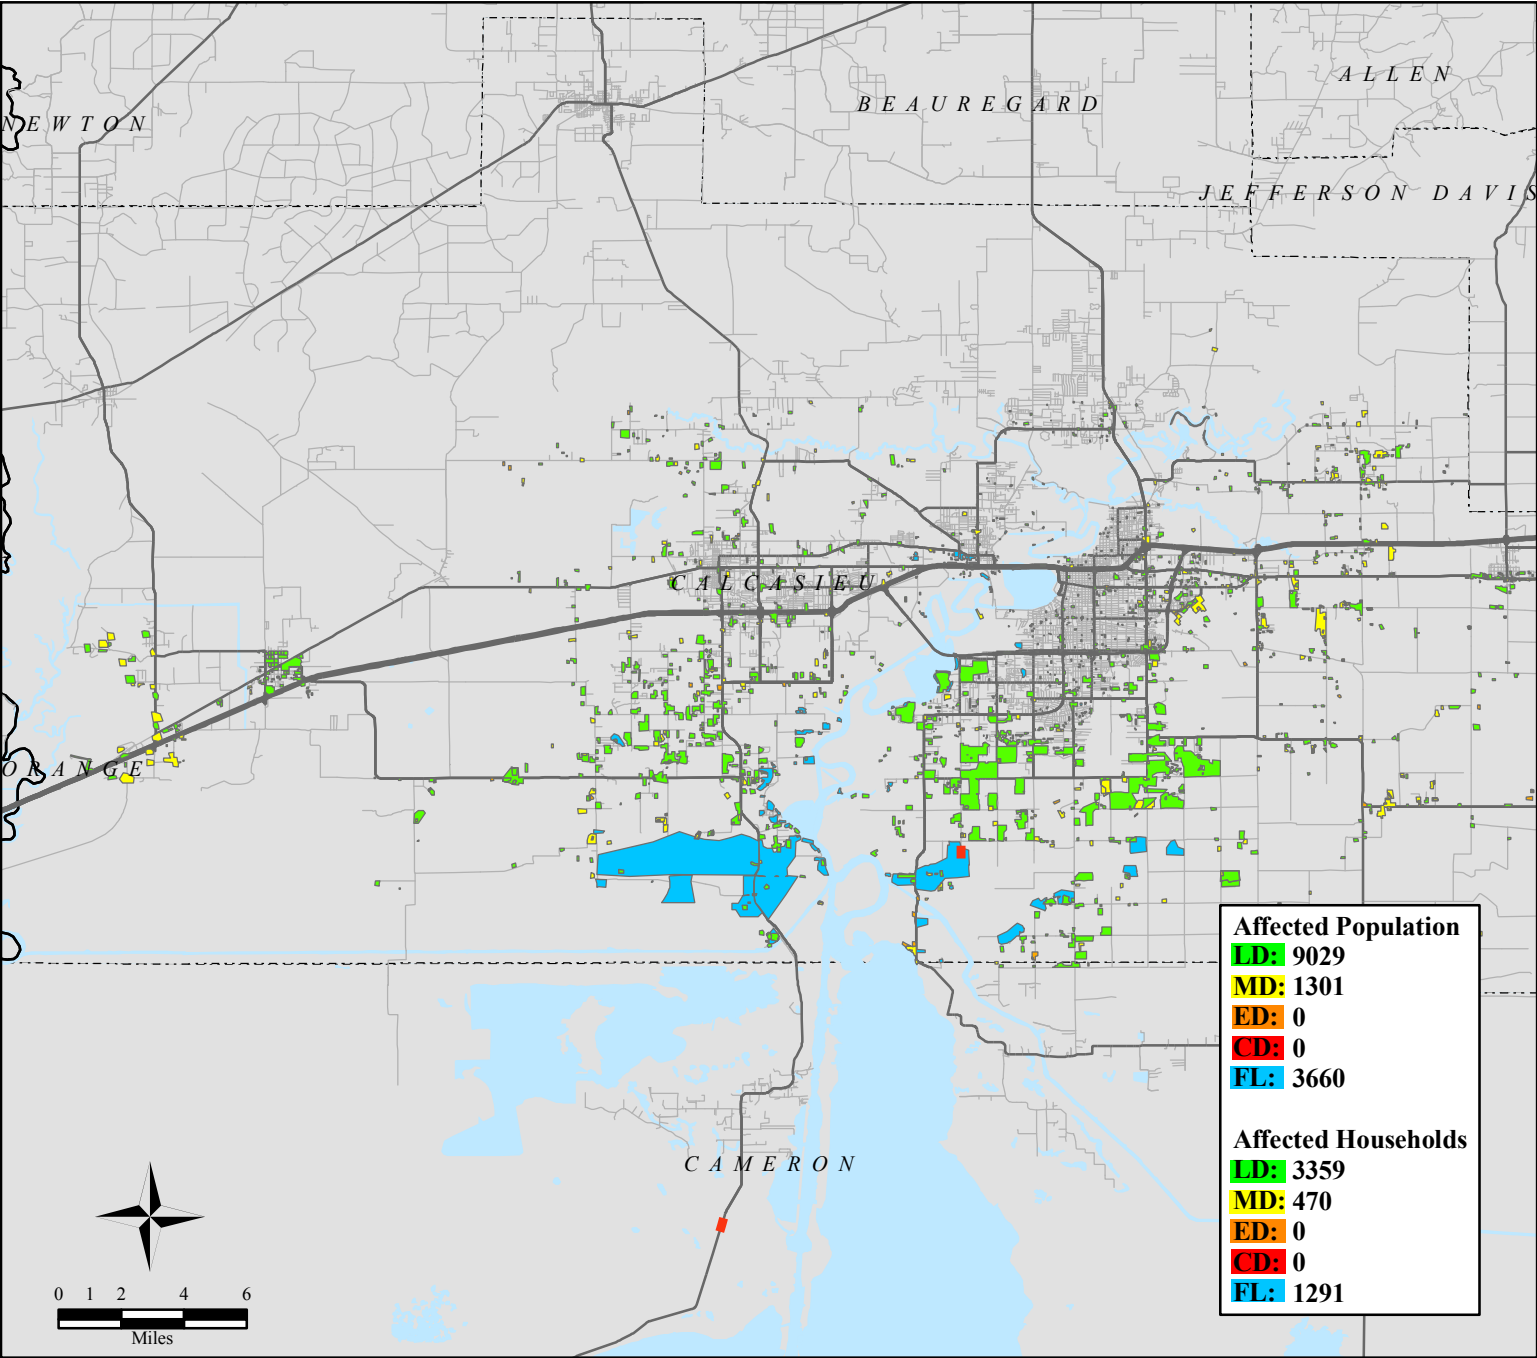 ALLEN
BEAUREGARD
NEWTON
JEFFERSON DAVIS
CALCASIEU
ORANGE
CAMERON
Affected Population
LD: 9029
MD: 1301
ED: 0
CD: 0
FL: 3660
Affected Households
LD: 3359
MD: 470
ED: 0
CD: 0
FL: 1291
0 1 2 4 6
Miles